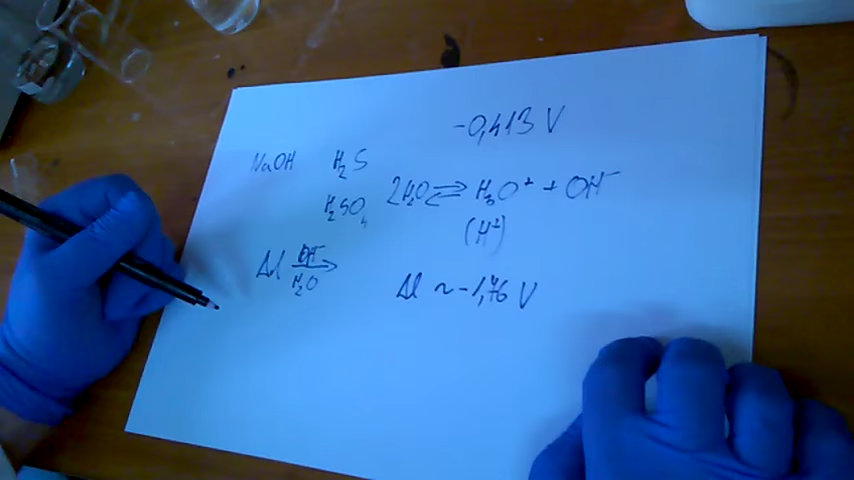 -0,413 V
NaOH H₂S
H₂SO₄ 2H₂O ⇌ H₃O⁺ + OH⁻
(H⁺)
Al OH⁻ → H₂O
Al ~ -1,76 V